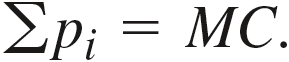 ∑pᵢ = MC.